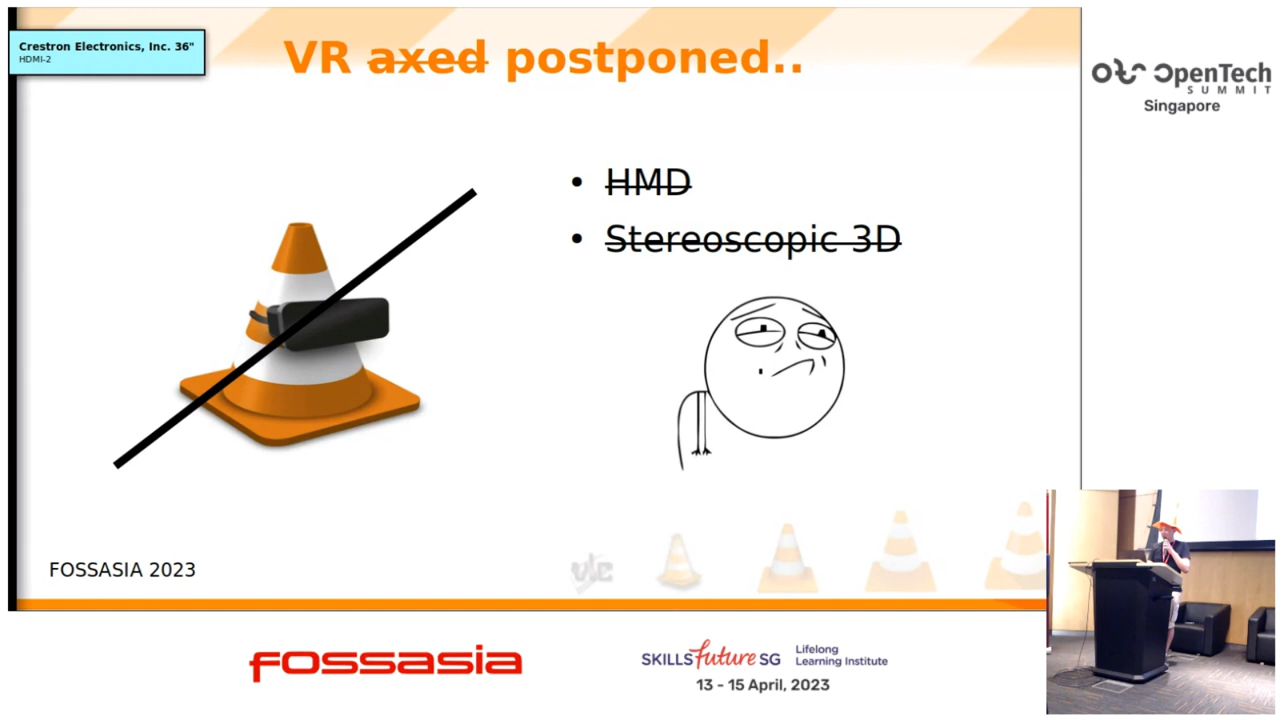 Crestron Electronics, Inc. 36"
HDMI-2
VR axed postponed..
• HMD
• Stereoscopic 3D
FOSSASIA 2023
vlc
OpenTech
SUMMIT
Singapore
fossasia
SKILLSfuture SG
Lifelong
Learning Institute
13 - 15 April, 2023